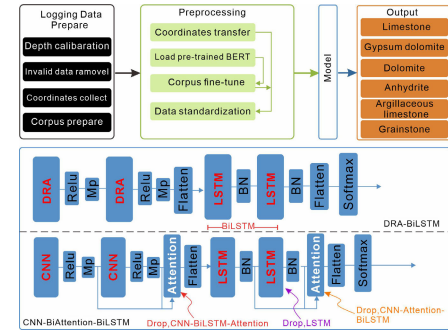 Logging Data
Prepare
Depth calibaration
Invalid data ramovel
Coordinates collect
Corpus prepare
Preprocessing
Coordinates transfer
Load pre-trained BERT
Corpus fine-tune
Data standardization
Model
Output
Limestone
Gypsum dolomite
Dolomite
Anhydrite
Argillaceous
limestone
Grainstone
DRA
Relu
Mp
DRA
Relu
Mp
Flatten
LSTM
BN
LSTM
BN
Flatten
Softmax
BiLSTM
DRA-BiLSTM
CNN
Relu
Mp
CNN
Relu
Mp
Attention
Flatten
LSTM
BN
LSTM
BN
Attention
Flatten
Softmax
CNN-BiAttention-BiLSTM
Drop,CNN-BiLSTM-Attention
Drop,LSTM
Drop,CNN-Attention-
BiLSTM